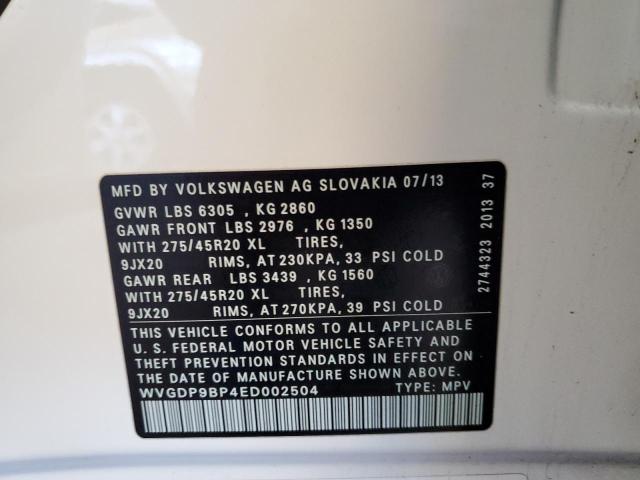 MFD BY VOLKSWAGEN AG SLOVAKIA 07/13
GVWR LBS 6305 , KG 2860
GAWR FRONT LBS 2976 , KG 1350
WITH 275/45R20 XL TIRES,
9JX20 RIMS, AT 230KPA, 33 PSI COLD
GAWR REAR LBS 3439 , KG 1560
WITH 275/45R20 XL TIRES,
9JX20 RIMS, AT 270KPA, 39 PSI COLD
THIS VEHICLE CONFORMS TO ALL APPLICABLE
U. S. FEDERAL MOTOR VEHICLE SAFETY AND
THEFT PREVENTION STANDARDS IN EFFECT ON
THE DATE OF MANUFACTURE SHOWN ABOVE.
WVGDP9BP4ED002504 TYPE: MPV
2744323 2013 37